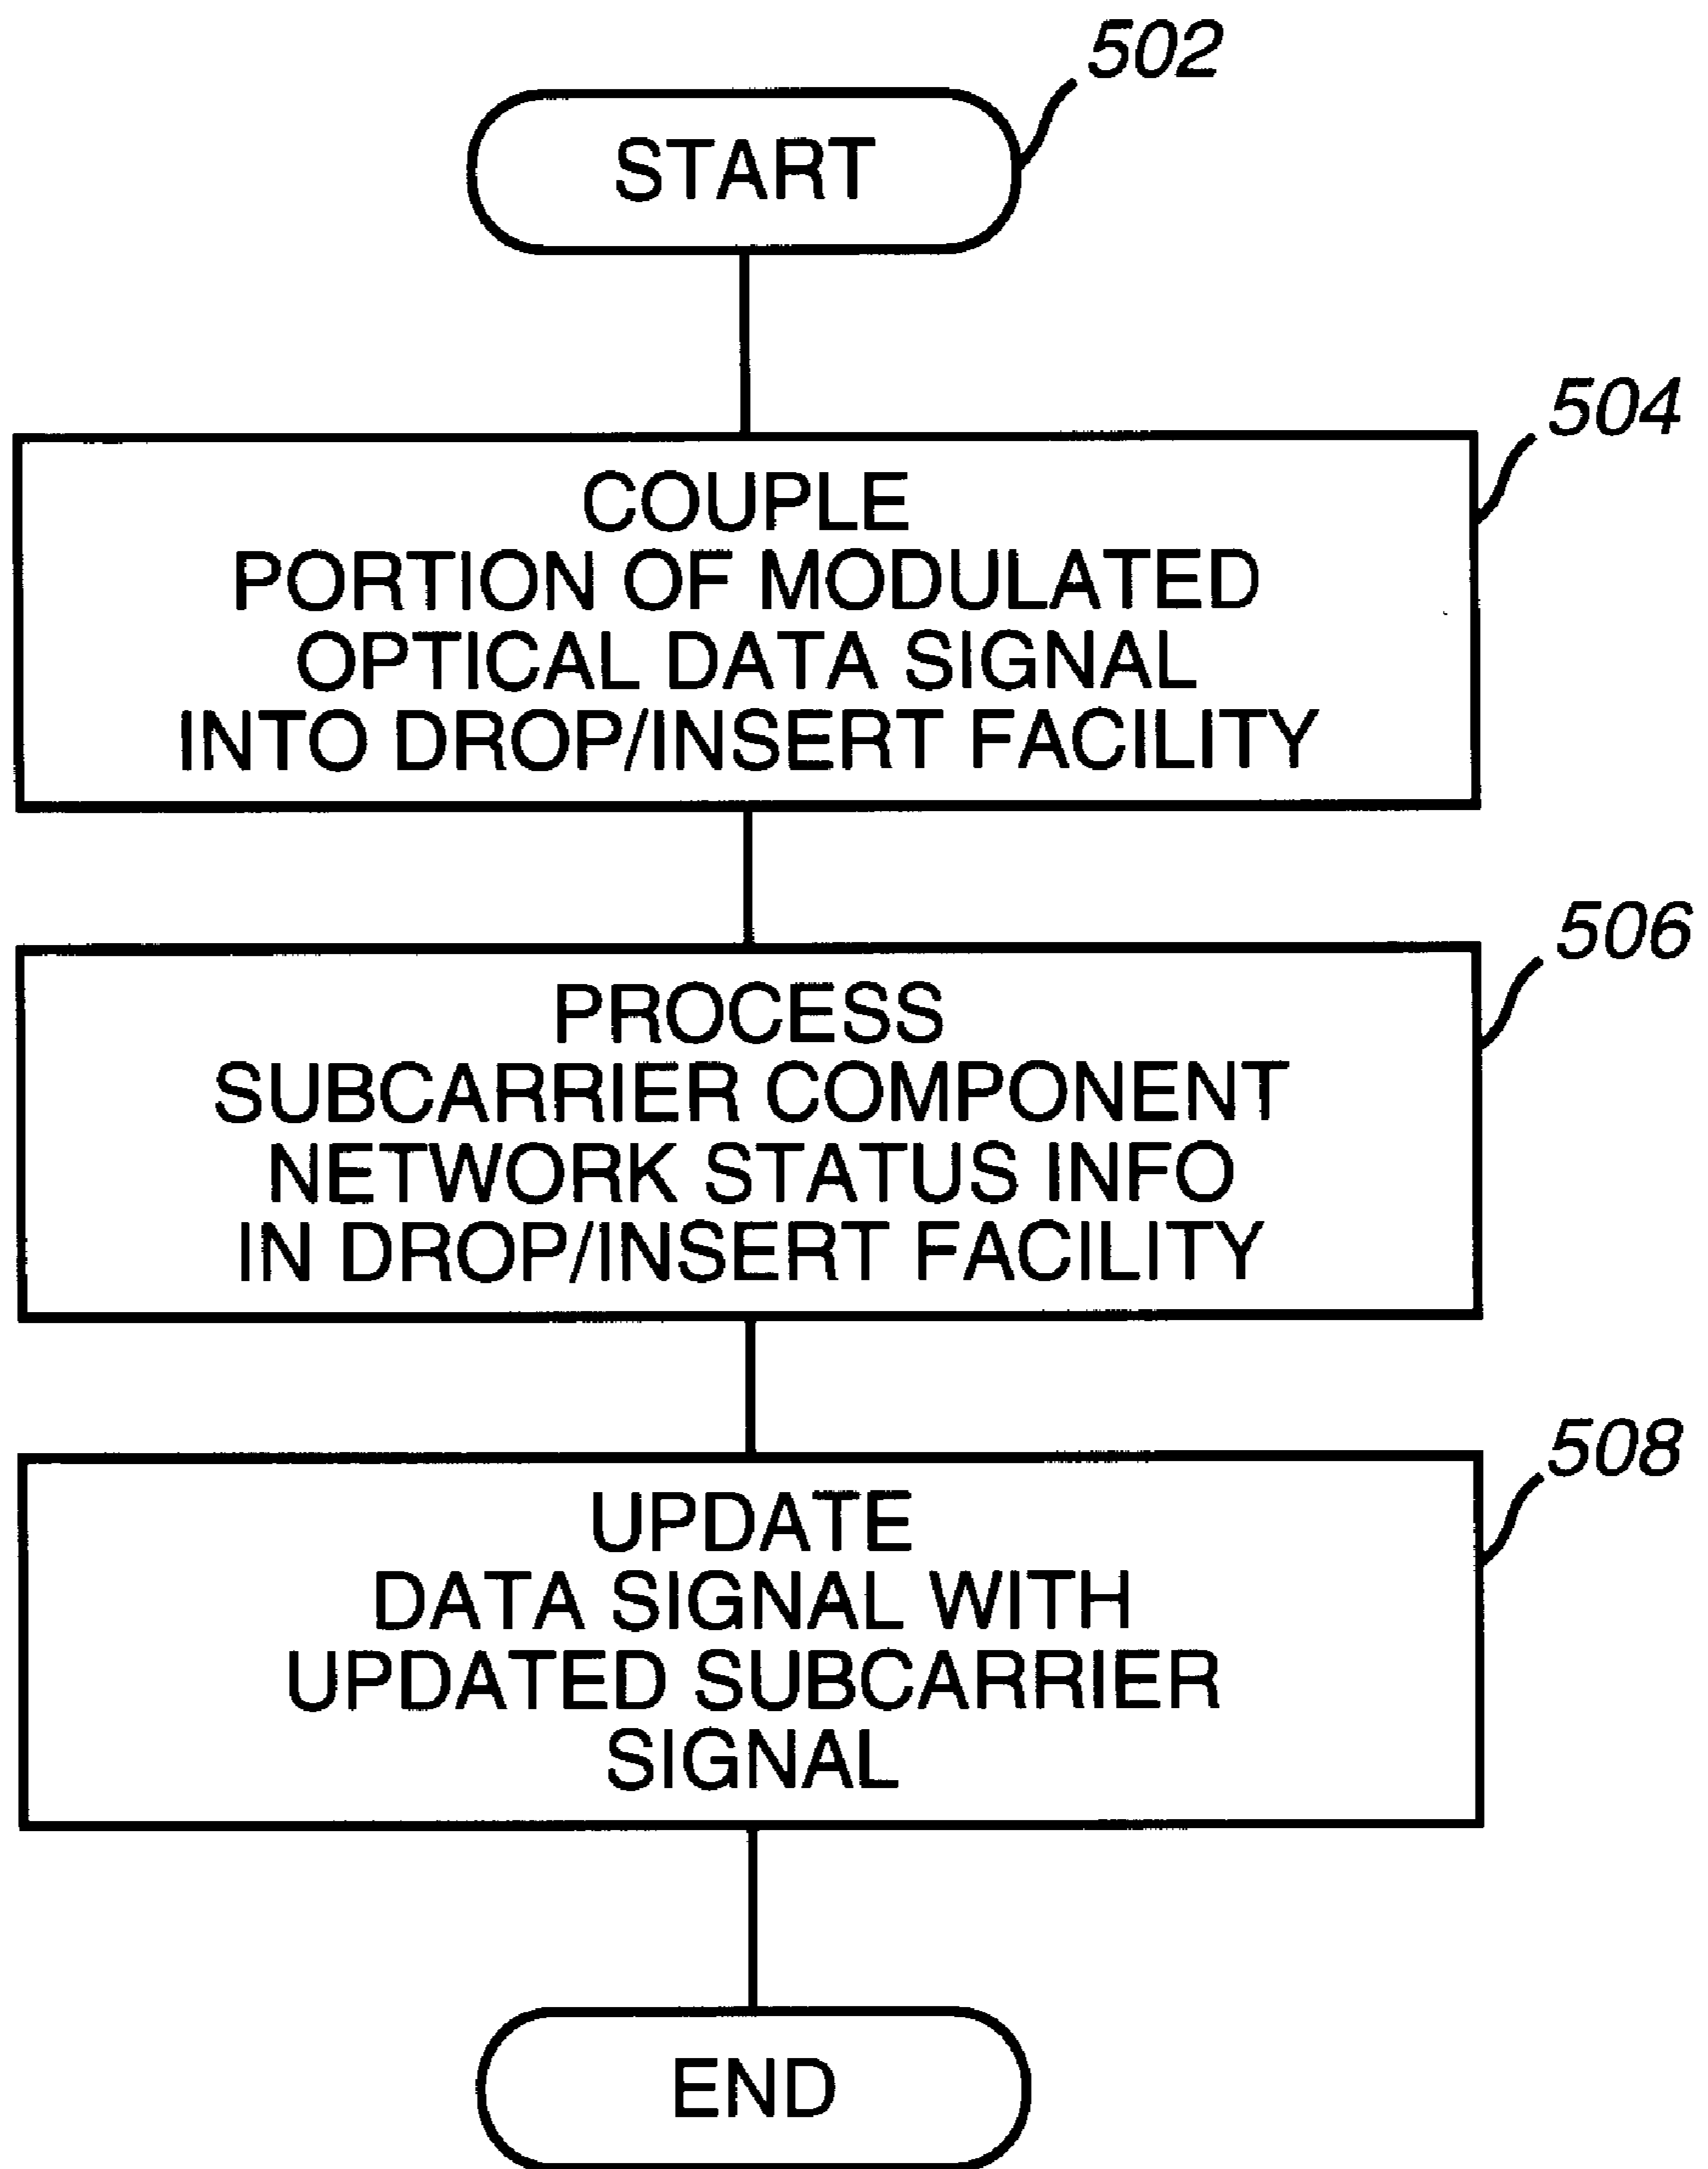 502
START
504
COUPLE
PORTION OF MODULATED
OPTICAL DATA SIGNAL
INTO DROP/INSERT FACILITY
506
PROCESS
SUBCARRIER COMPONENT
NETWORK STATUS INFO
IN DROP/INSERT FACILITY
508
UPDATE
DATA SIGNAL WITH
UPDATED SUBCARRIER
SIGNAL
END